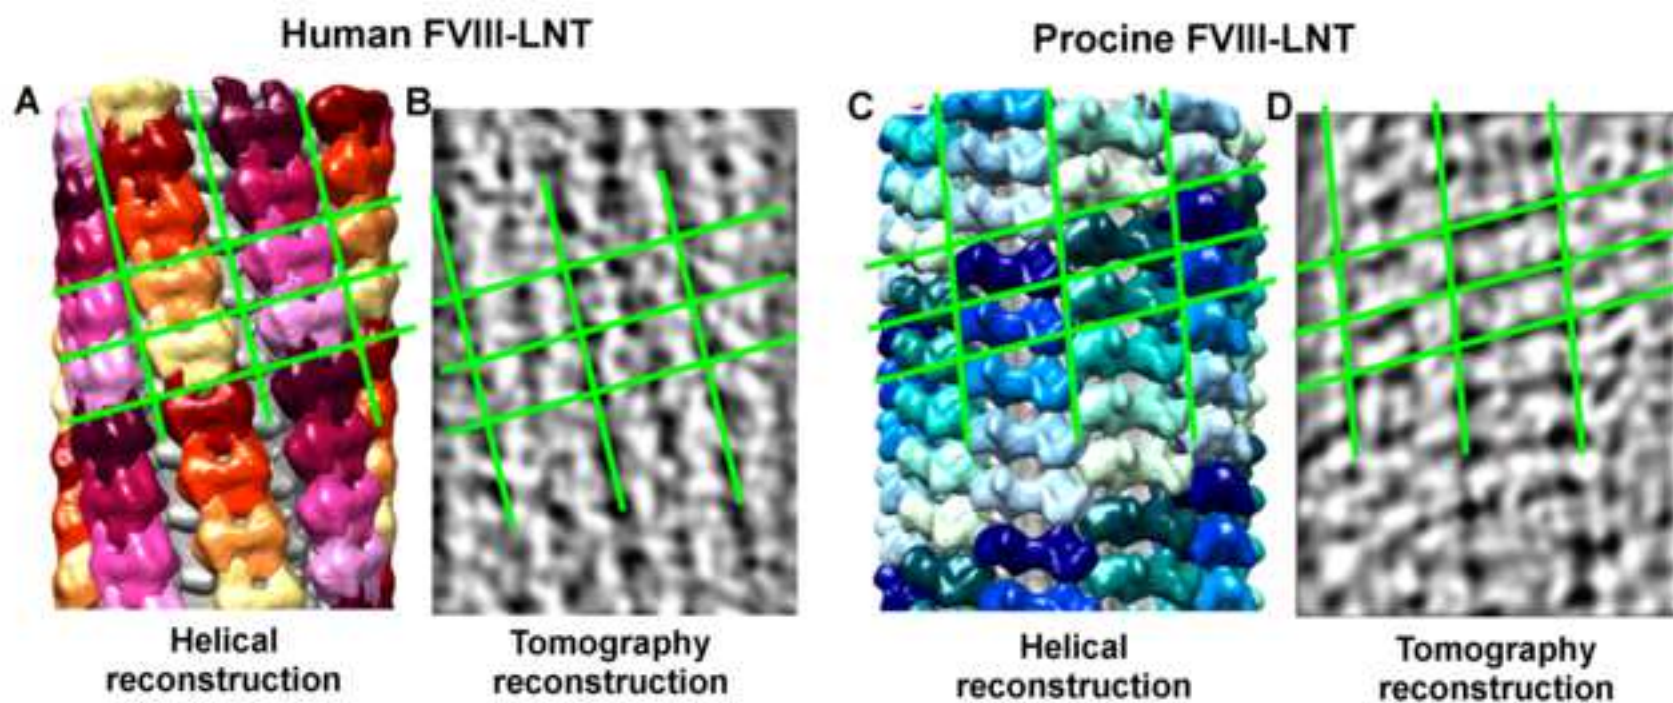 Human FVIII-LNT
Procine FVIII-LNT
A
B
C
D
Helical
reconstruction
Tomography
reconstruction
Helical
reconstruction
Tomography
reconstruction